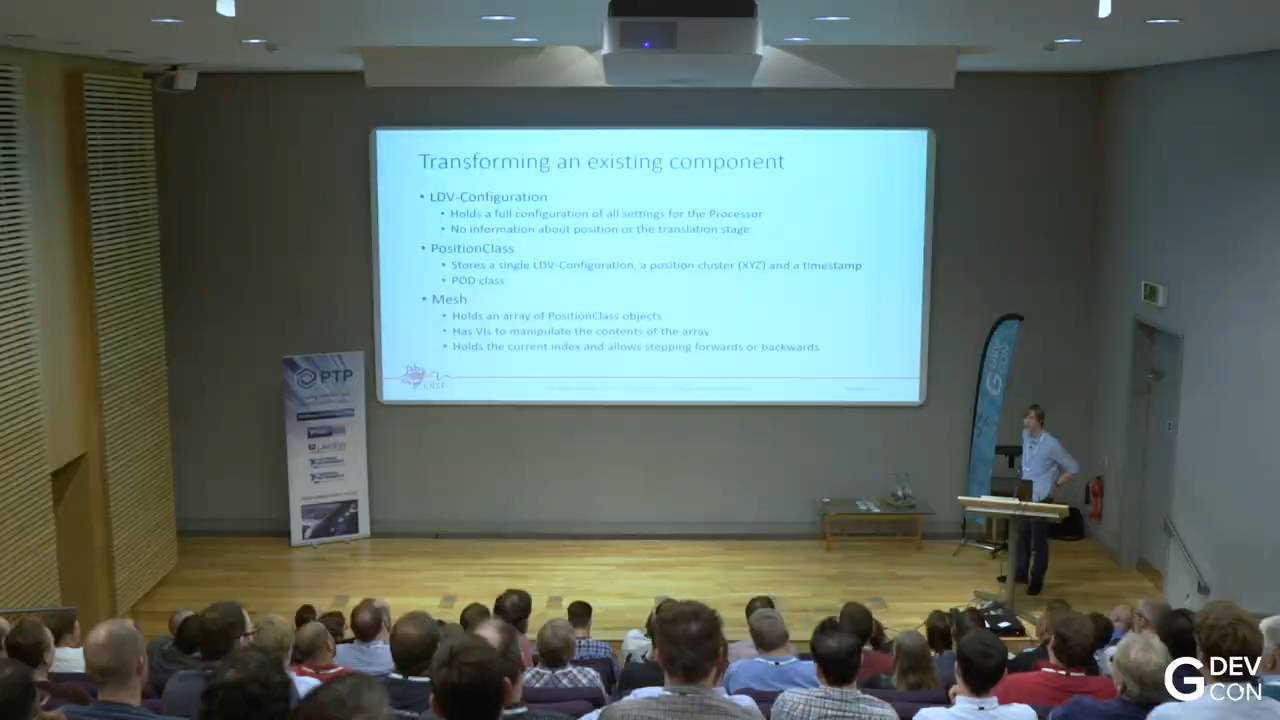 Transforming an existing component
• LDV-Configuration
• Holds a full configuration of all settings for the Processor
• No information about position or the translation stage
• PositionClass
• Stores a single LDV-Configuration, a position cluster (XYZ) and a timestamp
• POD class
• Mesh
• Holds an array of PositionClass objects
• Has VIs to manipulate the contents of the array
• Holds the current index and allows stepping forwards or backwards
OIST
PTP
G DEV
CON